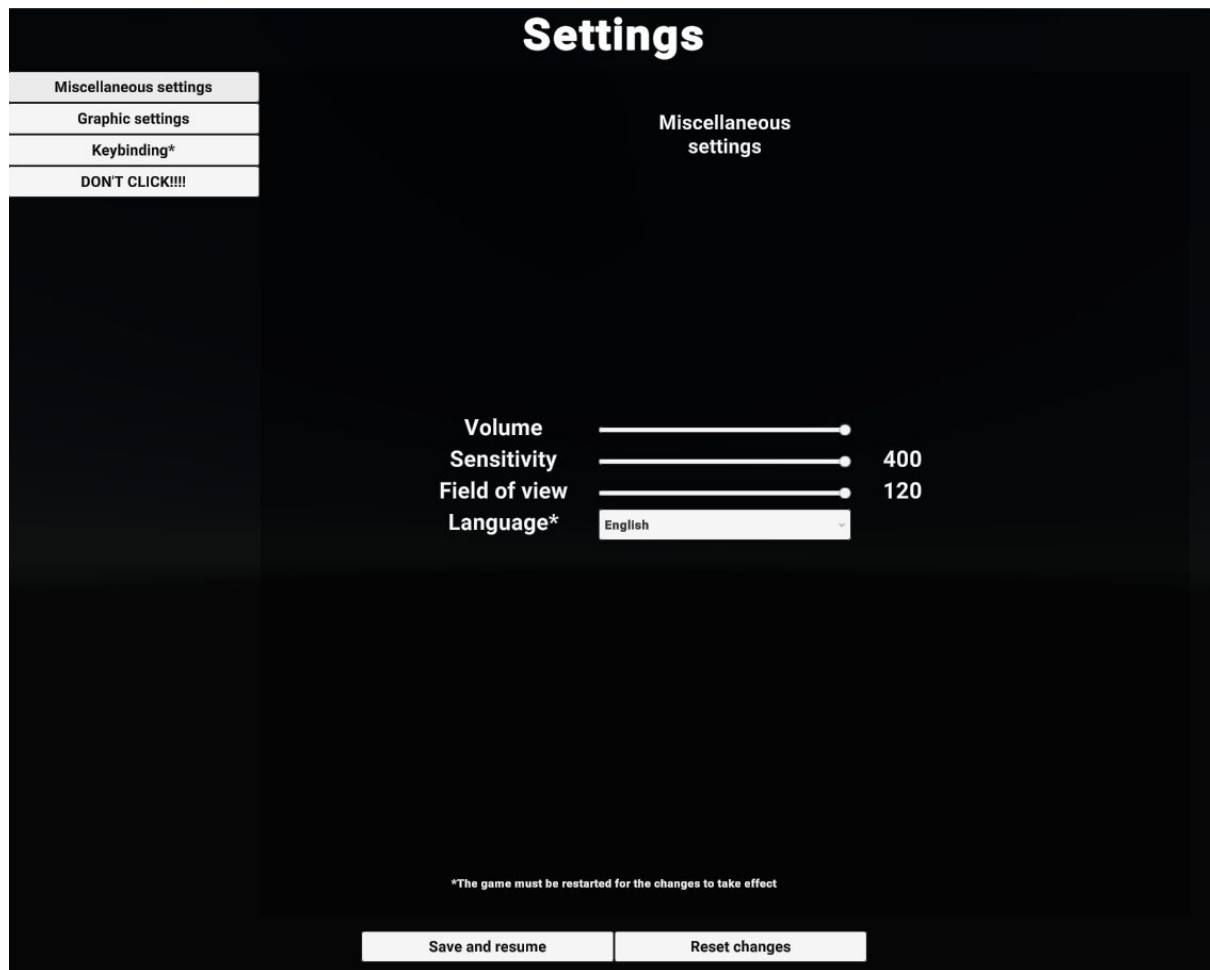 Settings
Miscellaneous settings
Graphic settings
Keybinding*
DON'T CLICK!!!!
Miscellaneous
settings
Volume
Sensitivity 400
Field of view 120
Language* English
*The game must be restarted for the changes to take effect
Save and resume Reset changes